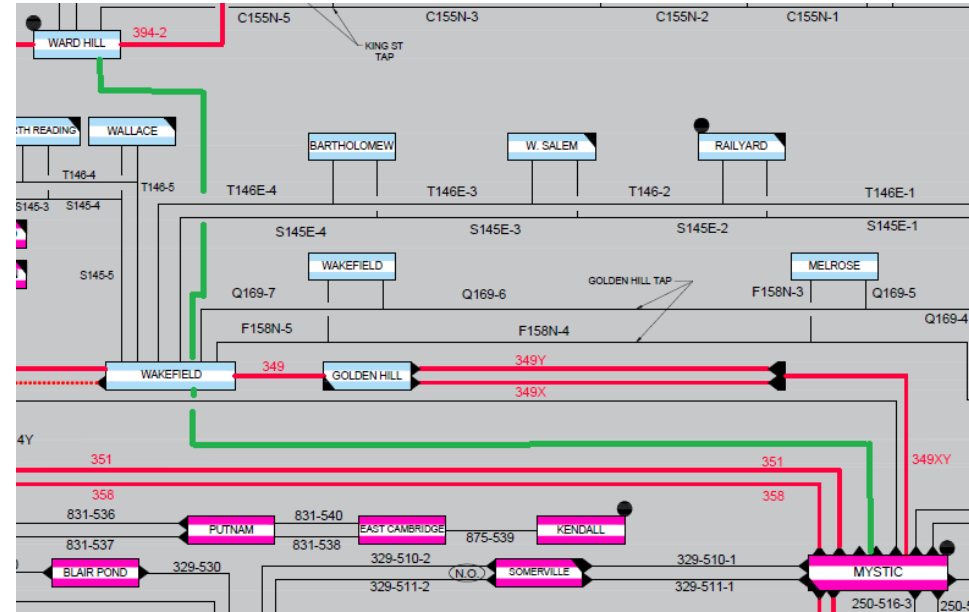 C155N-5
C155N-3
C155N-2
C155N-1
394-2
WARD HILL
KING ST
TAP
TH READING
WALLACE
BARTHOLOMEW
W. SALEM
RAILYARD
T146-4
T146-5
T146E-4
T146E-3
T146-2
T146E-1
S145-3
S145-4
S145E-4
S145E-3
S145E-2
S145E-1
S145-5
WAKEFIELD
GOLDEN HILL TAP
MELROSE
Q169-7
Q169-6
F158N-3
Q169-5
F158N-5
F158N-4
Q169-4
WAKEFIELD
349
GOLDEN HILL
349Y
349X
4Y
351
351
349XY
358
358
831-536
831-540
PUTNAM
EAST CAMBRIDGE
KENDALL
831-537
831-538
875-539
BLAIR POND
329-530
329-510-2
N.O.
SOMERVILLE
329-510-1
MYSTIC
329-511-2
329-511-1
250-516-3